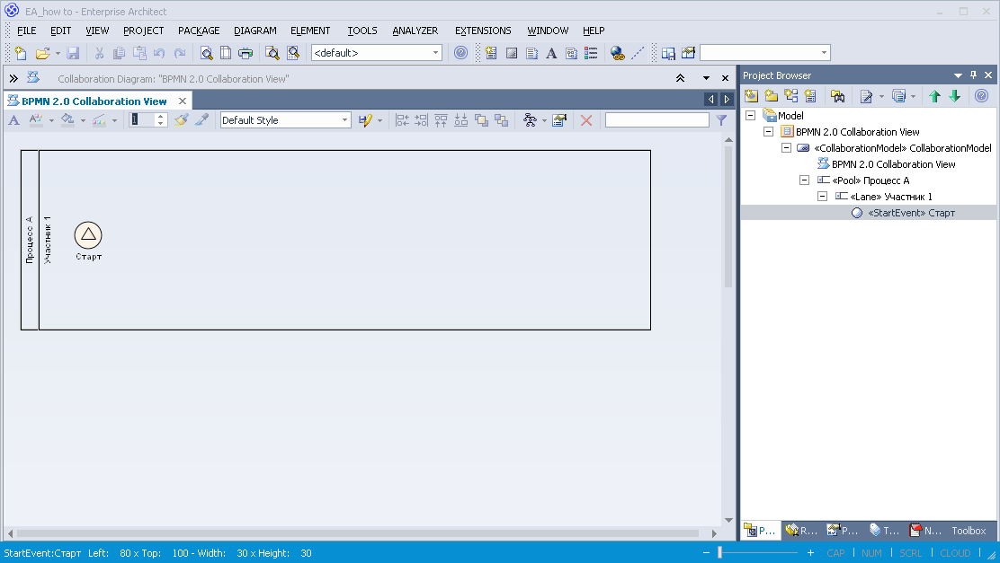 EA_how to - Enterprise Architect
FILE EDIT VIEW PROJECT PACKAGE DIAGRAM ELEMENT TOOLS ANALYZER EXTENSIONS WINDOW HELP
<default>
Collaboration Diagram: "BPMN 2.0 Collaboration View"
BPMN 2.0 Collaboration View
1 Default Style
Процесс А
Участник 1
Старт
Project Browser
Model
BPMN 2.0 Collaboration View
«CollaborationModel» CollaborationModel
BPMN 2.0 Collaboration View
«Pool» Процесс А
«Lane» Участник 1
«StartEvent» Старт
P... R... P... T... N... Toolbox
StartEvent:Старт Left: 80 x Top: 100 - Width: 30 x Height: 30
CAP NUM SCRL CLOUD